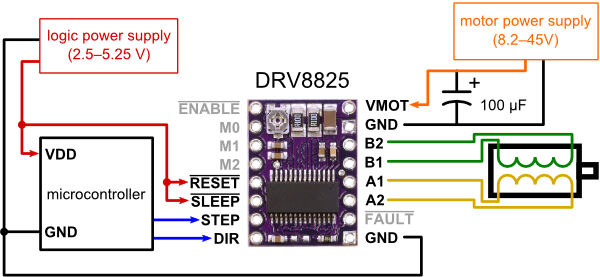 logic power supply
(2.5–5.25 V)
motor power supply
(8.2–45V)
DRV8825
+
100 µF
ENABLE
M0
M1
M2
RESET
SLEEP
STEP
DIR
VMOT
GND
B2
B1
A1
A2
FAULT
GND
VDD
microcontroller
GND